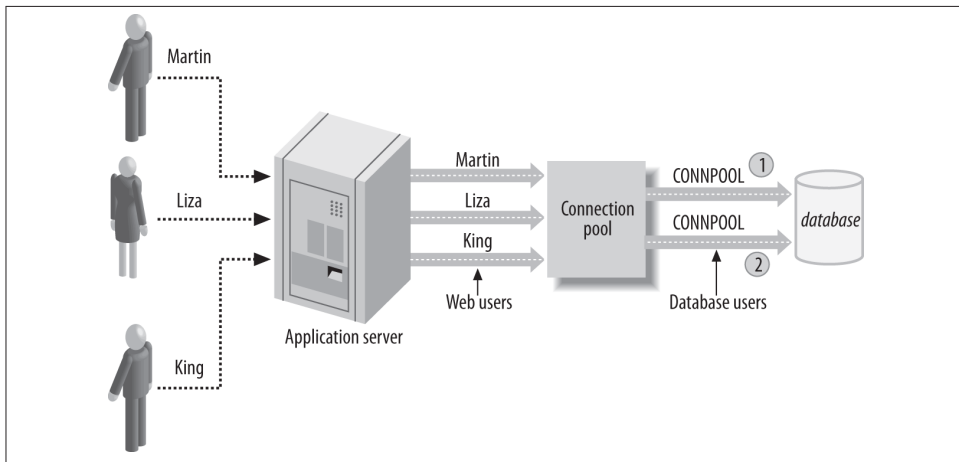 Martin
Liza
King
Application server
Martin
Liza
King
Web users
Connection
pool
CONNPOOL 1
CONNPOOL
2
Database users
database